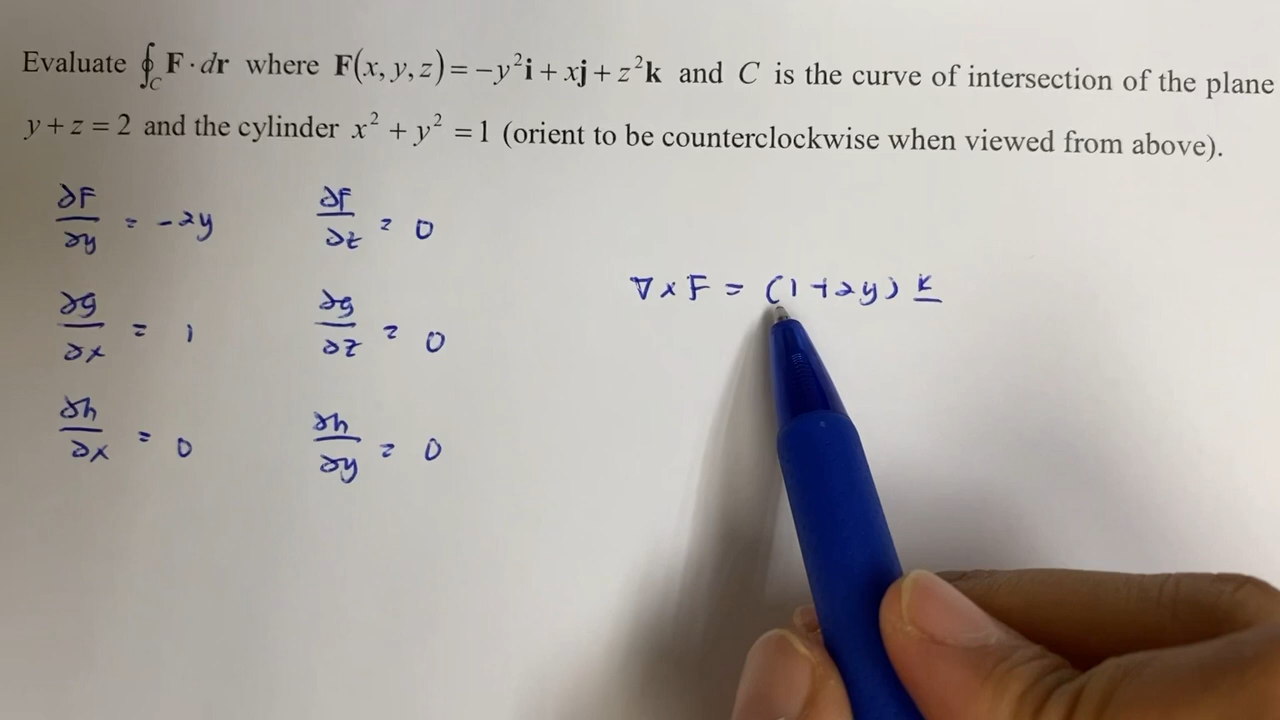 Evaluate ∮_C F · dr where F(x, y, z) = −y²i + xj + z²k and C is the curve of intersection of the plane
y + z = 2 and the cylinder x² + y² = 1 (orient to be counterclockwise when viewed from above).
∂F/∂y = −2y ∂F/∂z = 0
∇ × F = (1+2y) k
∂g/∂x = 1 ∂g/∂z = 0
∂h/∂x = 0 ∂h/∂y = 0